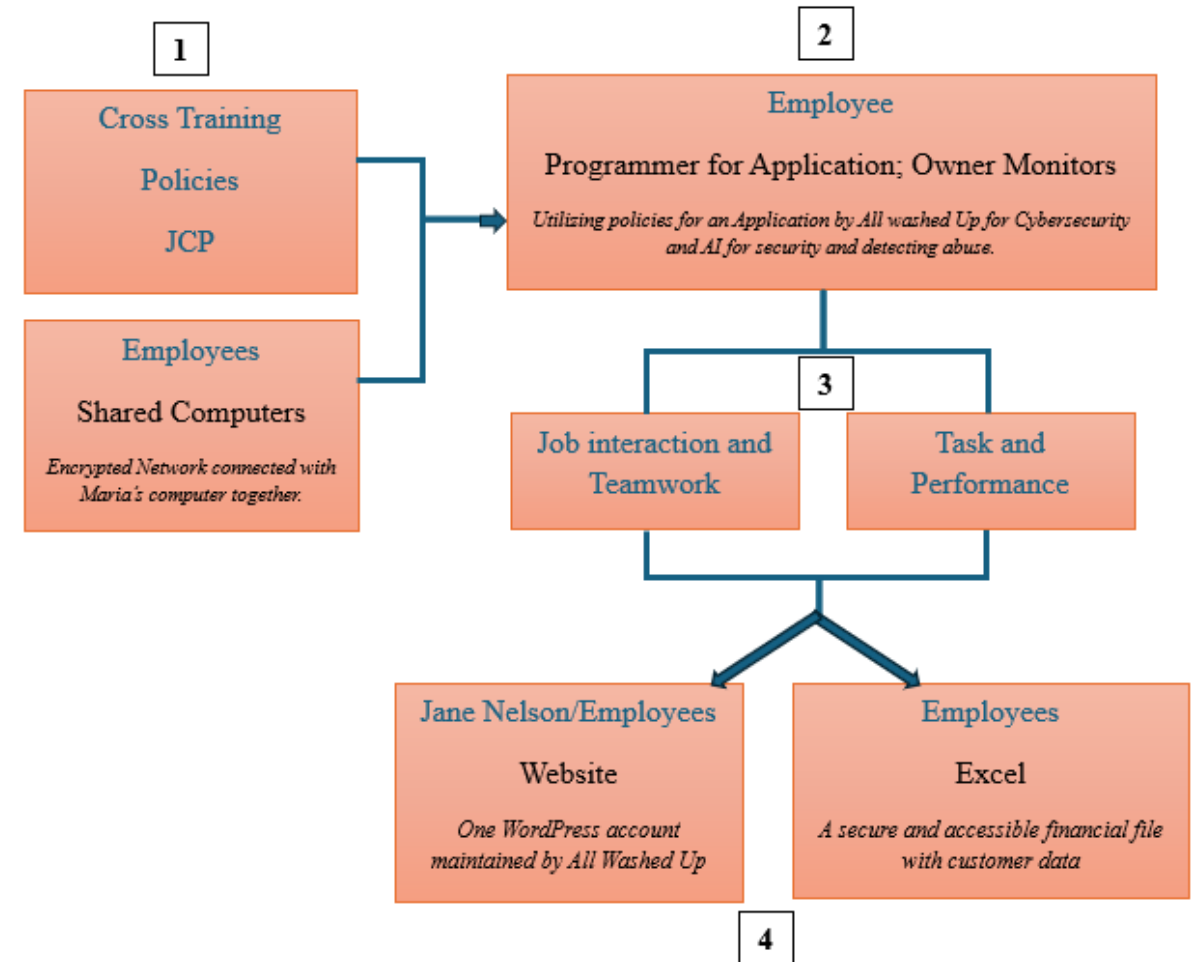 1
Cross Training
Policies
JCP
Employees
Shared Computers
Encrypted Network connected with
Maria's computer together.
2
Employee
Programmer for Application; Owner Monitors
Utilizing policies for an Application by All washed Up for Cybersecurity
and AI for security and detecting abuse.
3
Job interaction and
Teamwork
Task and
Performance
Jane Nelson/Employees
Website
One WordPress account
maintained by All Washed Up
Employees
Excel
A secure and accessible financial file
with customer data
4